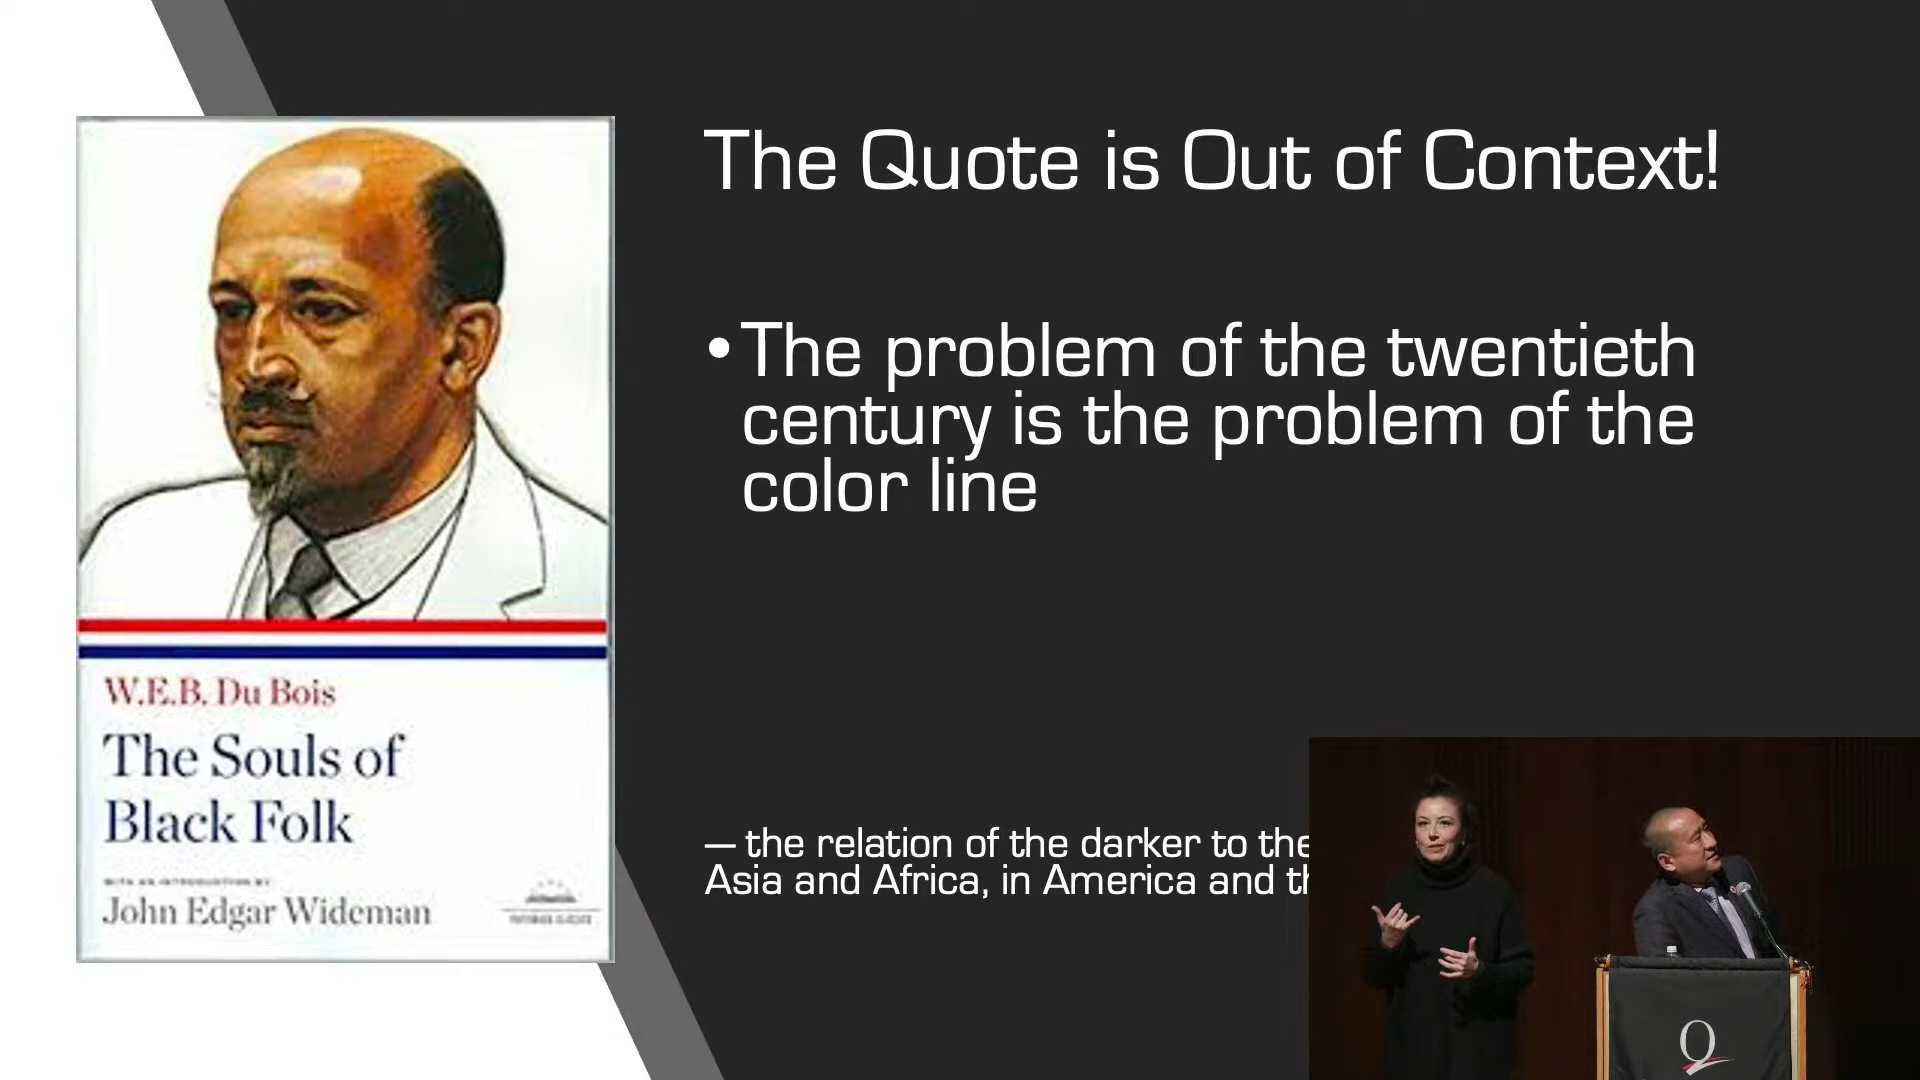 The Quote is Out of Context!
• The problem of the twentieth
century is the problem of the
color line
— the relation of the darker to the
Asia and Africa, in America and th
W.E.B. Du Bois
The Souls of
Black Folk
WITH AN INTRODUCTION BY
John Edgar Wideman
Q